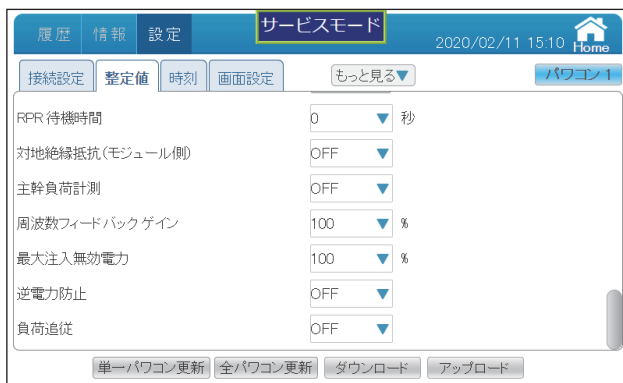 サービスモード
履歴 情報 設定 2020/02/11 15:10 Home
接続設定 整定値 時刻 画面設定 もっと見る▼ パワコン 1
RPR 待機時間 0 ▼ 秒
対地絶縁抵抗(モジュール側) OFF ▼
主幹負荷計測 OFF ▼
周波数フィードバックゲイン 100 ▼ %
最大注入無効電力 100 ▼ %
逆電力防止 OFF ▼
負荷追従 OFF ▼
単一パワコン更新 全パワコン更新 ダウンロード アップロード